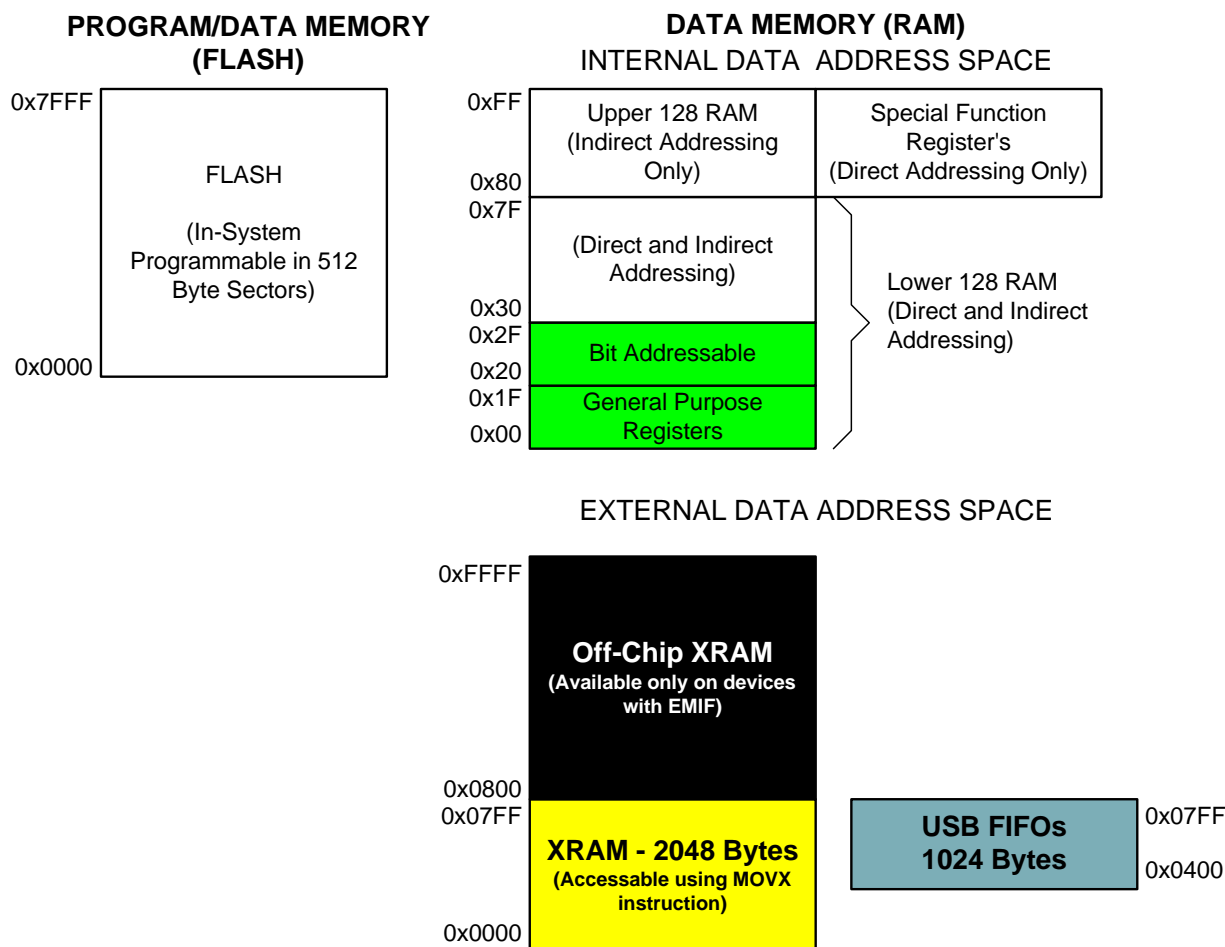 PROGRAM/DATA MEMORY
(FLASH)
0x7FFF
FLASH
(In-System
Programmable in 512
Byte Sectors)
0x0000
DATA MEMORY (RAM)
INTERNAL DATA ADDRESS SPACE
0xFF
Upper 128 RAM
(Indirect Addressing
Only)
0x80
Special Function
Register's
(Direct Addressing Only)
0x7F
(Direct and Indirect
Addressing)
0x30
Lower 128 RAM
(Direct and Indirect
Addressing)
0x2F
Bit Addressable
0x20
0x1F
General Purpose
Registers
0x00
EXTERNAL DATA ADDRESS SPACE
0xFFFF
Off-Chip XRAM
(Available only on devices
with EMIF)
0x0800
0x07FF
XRAM - 2048 Bytes
(Accessable using MOVX
instruction)
0x0000
USB FIFOs
1024 Bytes
0x07FF
0x0400